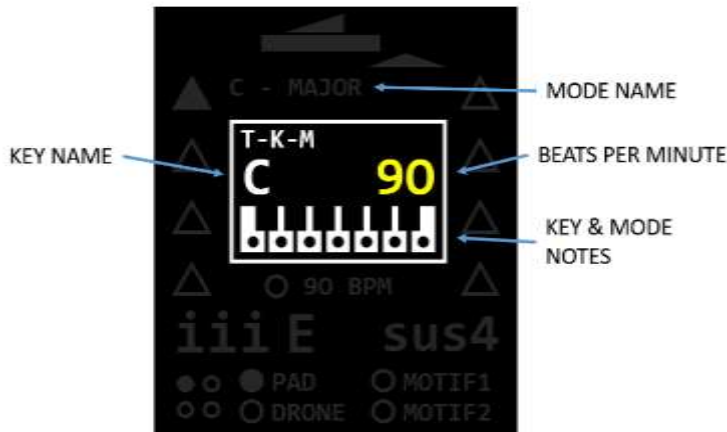 C - MAJOR
MODE NAME
T-K-M
KEY NAME
C
90
BEATS PER MINUTE
KEY & MODE
NOTES
90 BPM
iii E
sus4
PAD
MOTIF1
DRONE
MOTIF2